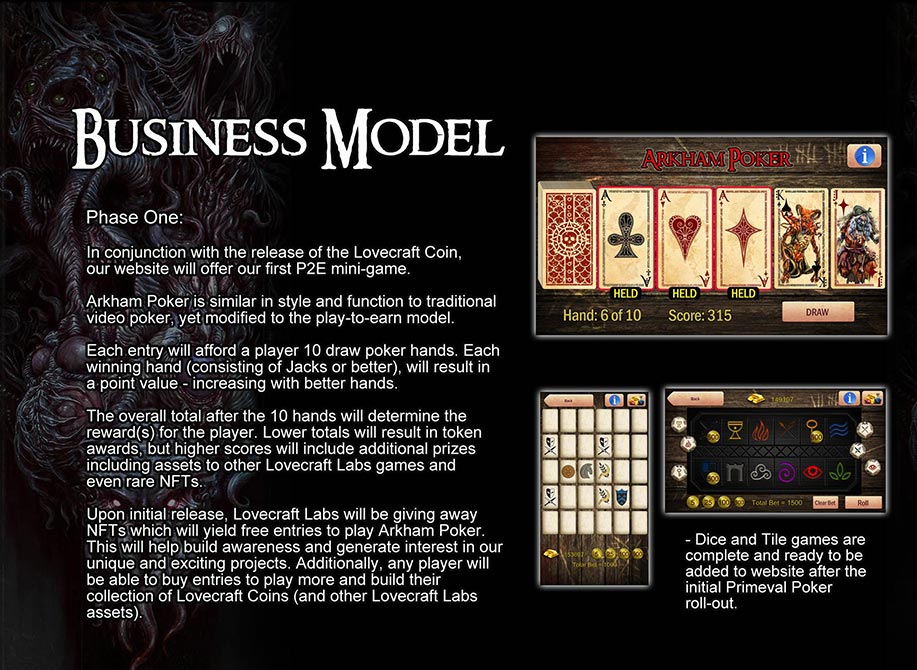 BUSINESS MODEL
Phase One:
In conjunction with the release of the Lovecraft Coin,
our website will offer our first P2E mini-game.
Arkham Poker is similar in style and function to traditional
video poker, yet modified to the play-to-earn model.
Each entry will afford a player 10 draw poker hands. Each
winning hand (consisting of Jacks or better), will result in
a point value - increasing with better hands.
The overall total after the 10 hands will determine the
reward(s) for the player. Lower totals will result in token
awards, but higher scores will include additional prizes
including assets to other Lovecraft Labs games and
even rare NFTs.
Upon initial release, Lovecraft Labs will be giving away
NFTs which will yield free entries to play Arkham Poker.
This will help build awareness and generate interest in our
unique and exciting projects. Additionally, any player will
be able to buy entries to play more and build their
collection of Lovecraft Coins (and other Lovecraft Labs
assets).
ARKHAM POKER
i
A A A K J
HELD HELD HELD
Hand: 6 of 10 Score: 315 DRAW
Back i
Back 149107 i
Total Bet = 1500 Clear Bet Roll
- Dice and Tile games are
complete and ready to be
added to website after the
initial Primeval Poker
roll-out.